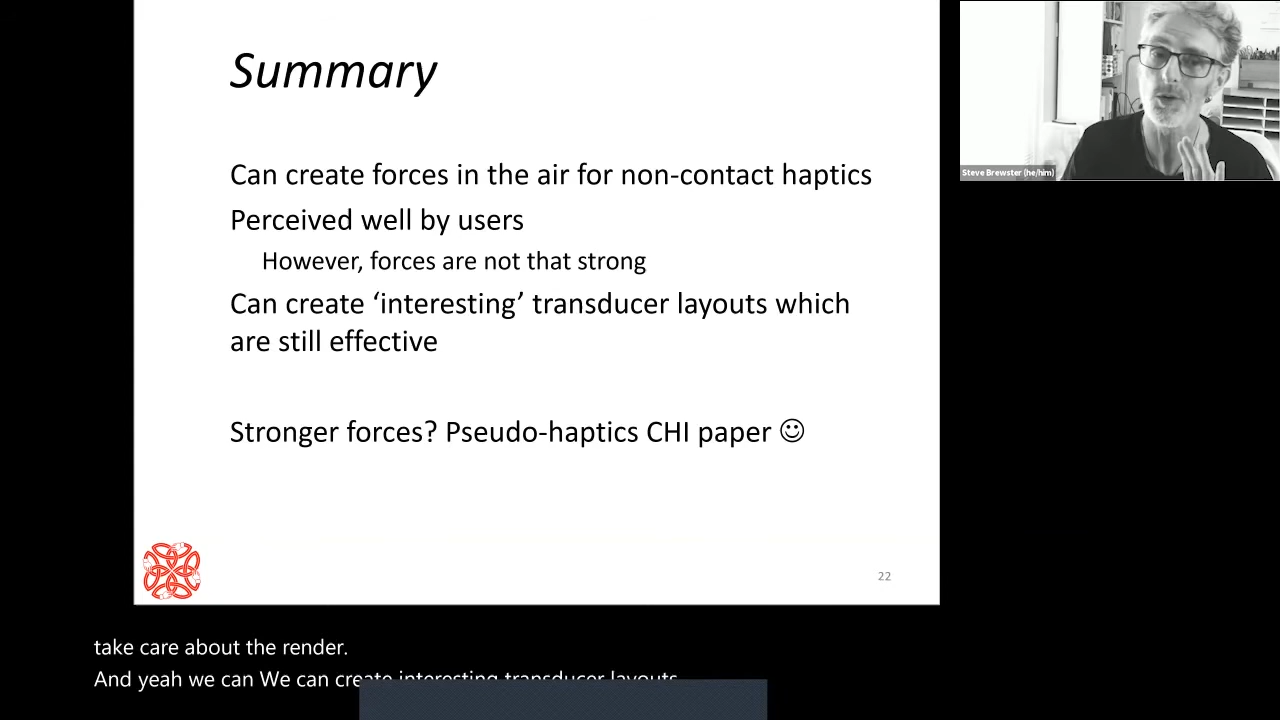 Summary
Can create forces in the air for non-contact haptics
Perceived well by users
However, forces are not that strong
Can create ‘interesting’ transducer layouts which
are still effective
Stronger forces? Pseudo-haptics CHI paper ☺
22
Steve Brewster (he/him)
take care about the render.
And yeah we can We can create interesting transducer layouts